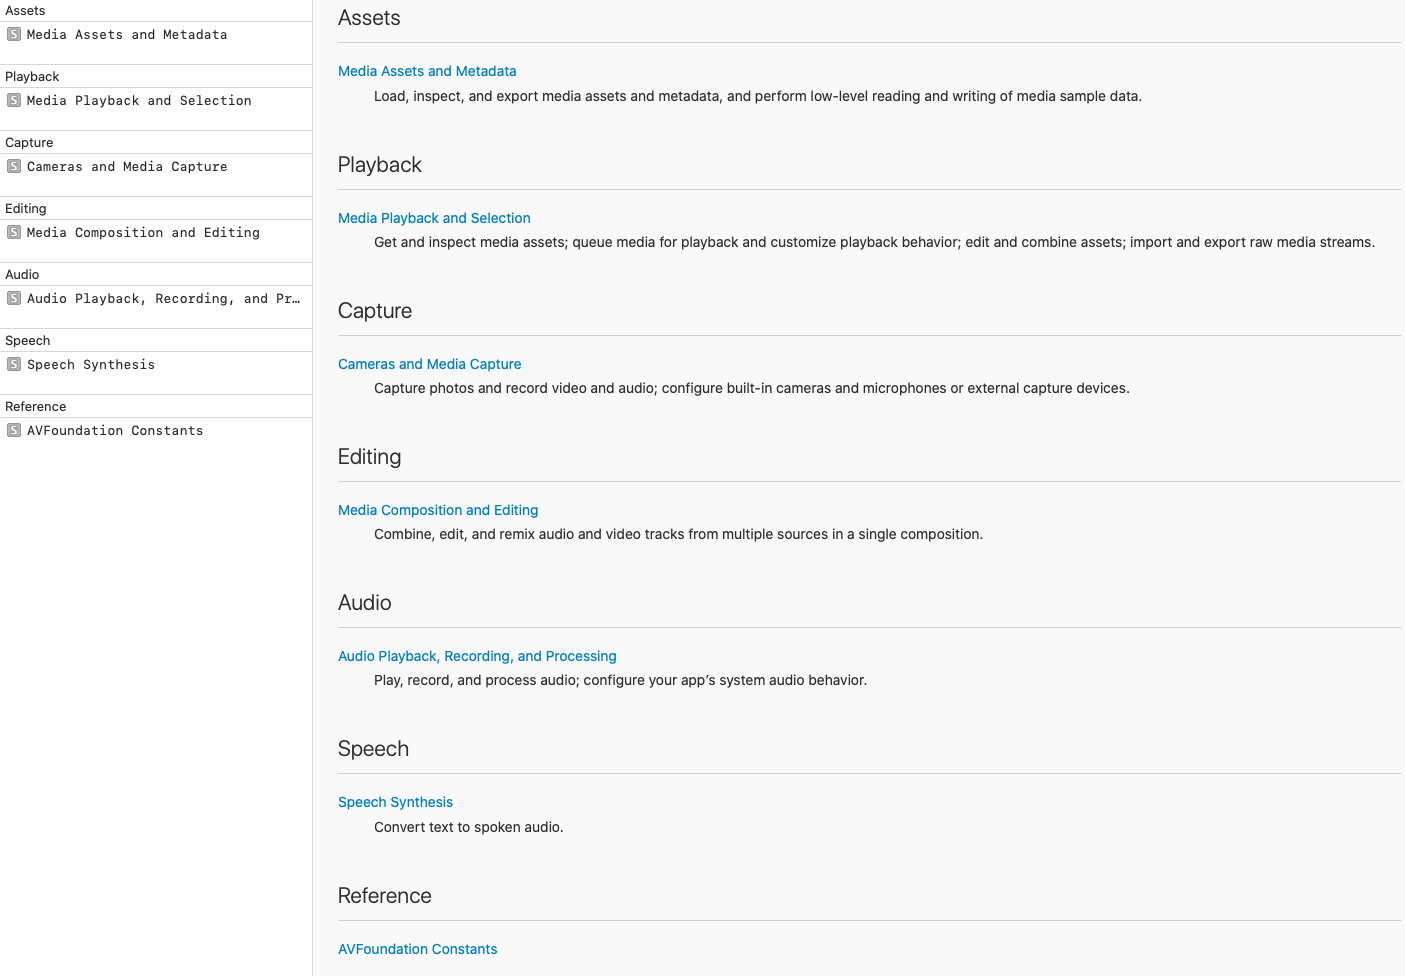 Assets
S Media Assets and Metadata
Playback
S Media Playback and Selection
Capture
S Cameras and Media Capture
Editing
S Media Composition and Editing
Audio
S Audio Playback, Recording, and Pr…
Speech
S Speech Synthesis
Reference
S AVFoundation Constants
Assets
Media Assets and Metadata
Load, inspect, and export media assets and metadata, and perform low-level reading and writing of media sample data.
Playback
Media Playback and Selection
Get and inspect media assets; queue media for playback and customize playback behavior; edit and combine assets; import and export raw media streams.
Capture
Cameras and Media Capture
Capture photos and record video and audio; configure built-in cameras and microphones or external capture devices.
Editing
Media Composition and Editing
Combine, edit, and remix audio and video tracks from multiple sources in a single composition.
Audio
Audio Playback, Recording, and Processing
Play, record, and process audio; configure your app’s system audio behavior.
Speech
Speech Synthesis
Convert text to spoken audio.
Reference
AVFoundation Constants